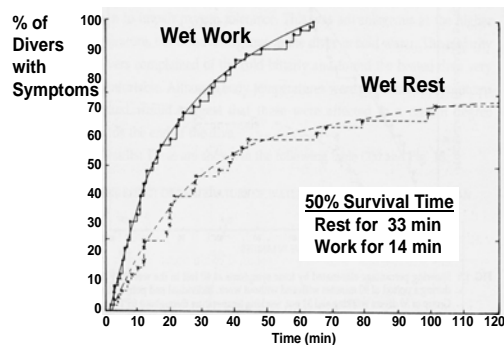 % of
Divers
with
Symptoms
100
90
80
70
60
50
40
30
20
10
0
Wet Work
Wet Rest
50% Survival Time
Rest for 33 min
Work for 14 min
0 10 20 30 40 50 60 70 80 90 100 110 120
Time (min)